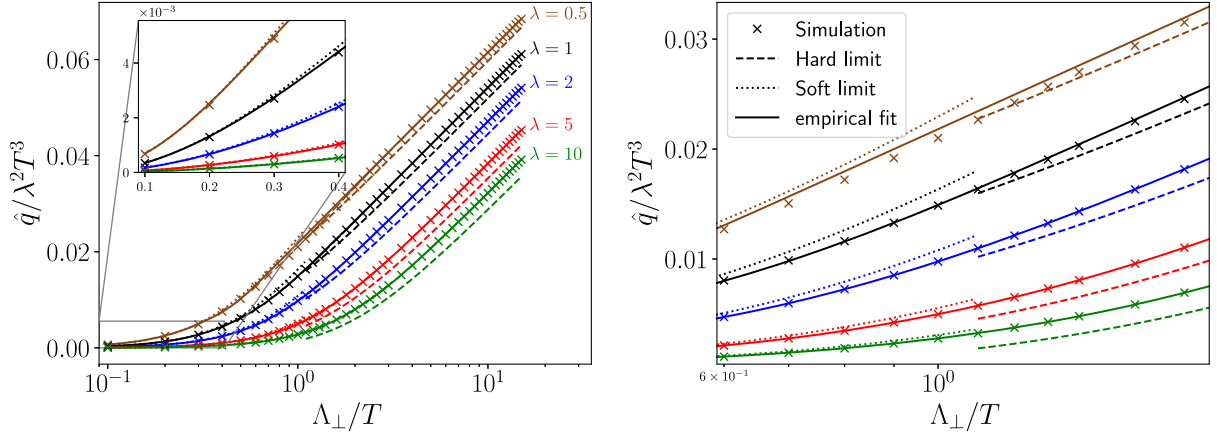 ×10⁻³
4
2
0
0.1 0.2 0.3 0.4
λ = 0.5
λ = 1
λ = 2
λ = 5
λ = 10
0.06
0.04
0.02
0.00
q̂/λ²T³
10⁻¹ 10⁰ 10¹
Λ⊥/T
Simulation
Hard limit
Soft limit
empirical fit
0.03
0.02
0.01
q̂/λ²T³
6 × 10⁻¹ 10⁰
Λ⊥/T